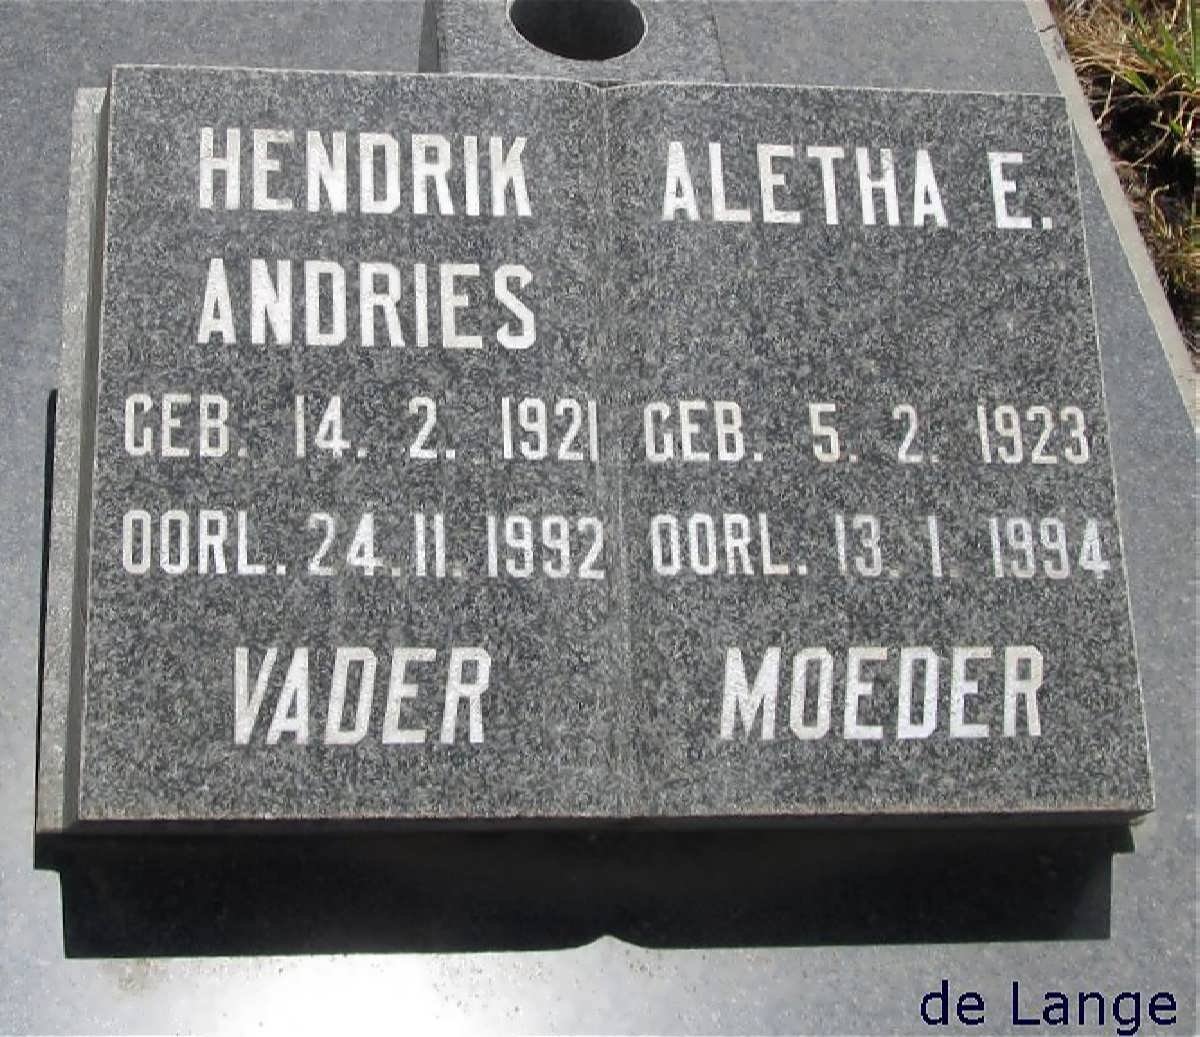 HENDRIK
ANDRIES
GEB. 14. 2. 1921
OORL. 24.11. 1992
VADER
ALETHA E.
GEB. 5. 2. 1923
OORL. 13. 1. 1994
MOEDER
de Lange